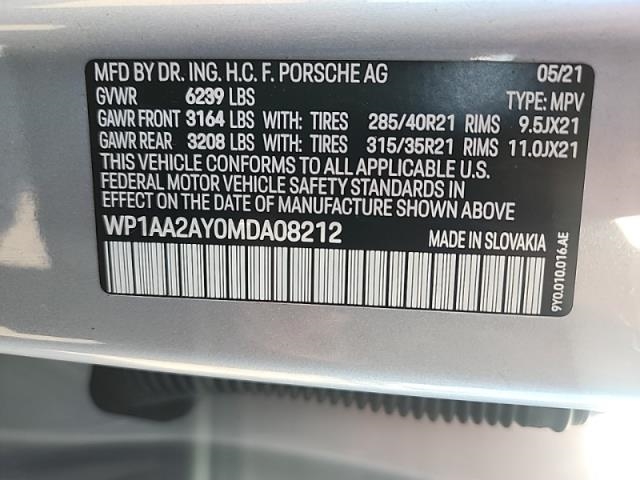 MFD BY DR. ING. H.C. F. PORSCHE AG 05/21
GVWR 6239 LBS TYPE: MPV
GAWR FRONT 3164 LBS WITH: TIRES 285/40R21 RIMS 9.5JX21
GAWR REAR 3208 LBS WITH: TIRES 315/35R21 RIMS 11.0JX21
THIS VEHICLE CONFORMS TO ALL APPLICABLE U.S.
FEDERAL MOTOR VEHICLE SAFETY STANDARDS IN
EFFECT ON THE DATE OF MANUFACTURE SHOWN ABOVE
WP1AA2AY0MDA08212 MADE IN SLOVAKIA
9Y0.010.016.AE